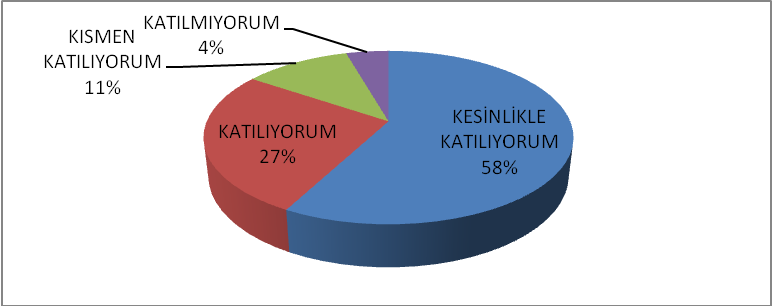 KATILMIYORUM
4%
KISMEN
KATILIYORUM
11%
KATILIYORUM
27%
KESİNLİKLE
KATILIYORUM
58%